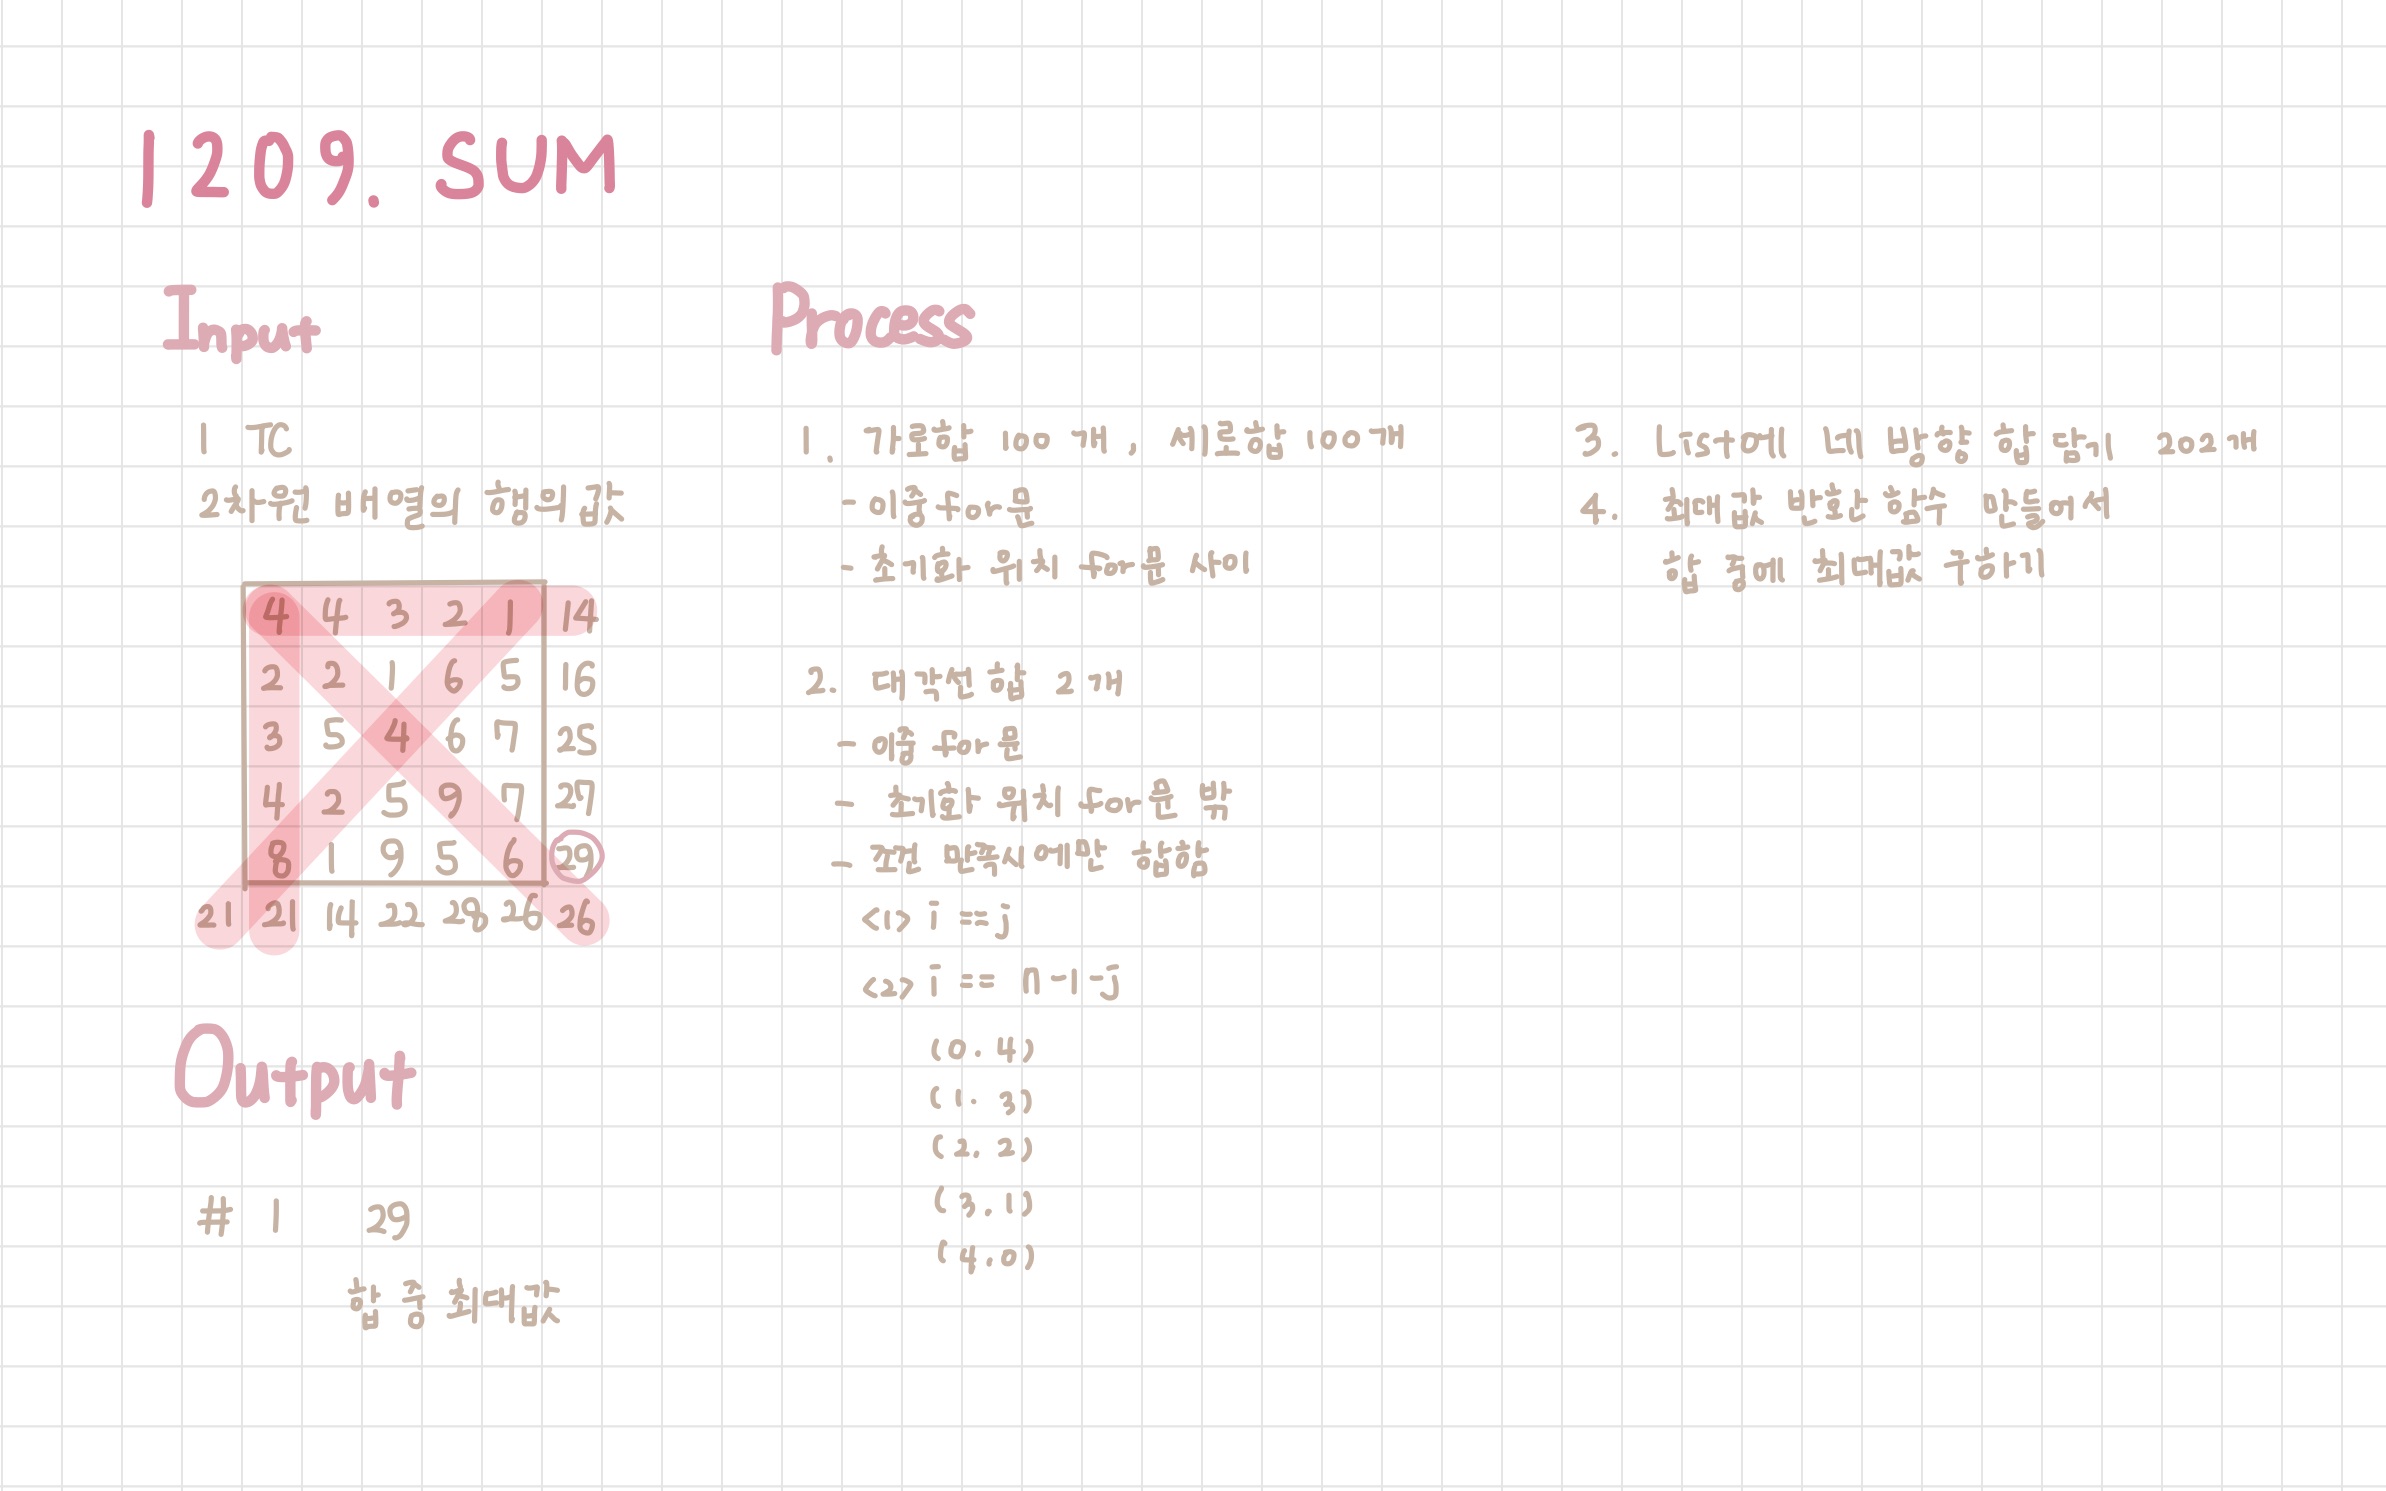 1209. SUM
Input
1 TC
2차원 배열의 행의 값
4 4 3 2 1 14
2 2 1 6 5 16
3 5 4 6 7 25
4 2 5 9 7 27
8 1 9 5 6 29
21 21 14 22 28 26 26
Output
# 1 29
합 중 최대값
Process
1. 가로합 100개, 세로합 100개
- 이중 for 문
- 초기화 위치 for문 사이
2. 대각선 합 2개
- 이중 for 문
- 초기화 위치 for문 밖
- 조건 만족시에만 합함
<1> i == j
<2> i == n-1-j
(0.4)
(1.3)
(2,2)
(3,1)
(4.0)
3. List에 네 방향 합 담기 202개
4. 최대값 반환 함수 만들어서
합 중에 최대값 구하기